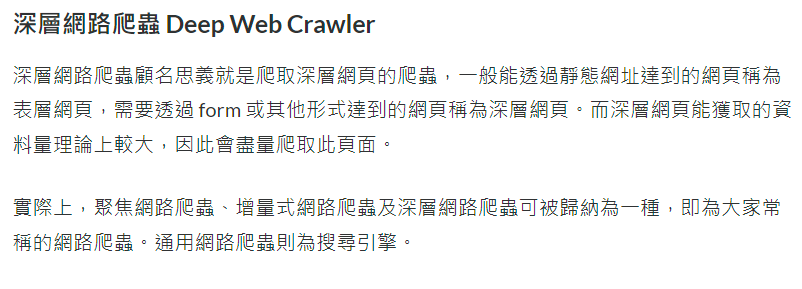 深層網路爬蟲 Deep Web Crawler
深層網路爬蟲顧名思義就是爬取深層網頁的爬蟲，一般能透過靜態網址達到的網頁稱為
表層網頁，需要透過 form 或其他形式達到的網頁稱為深層網頁。而深層網頁能獲取的資
料量理論上較大，因此會盡量爬取此頁面。
實際上，聚焦網路爬蟲、增量式網路爬蟲及深層網路爬蟲可被歸納為一種，即為大家常
稱的網路爬蟲。通用網路爬蟲則為搜尋引擎。